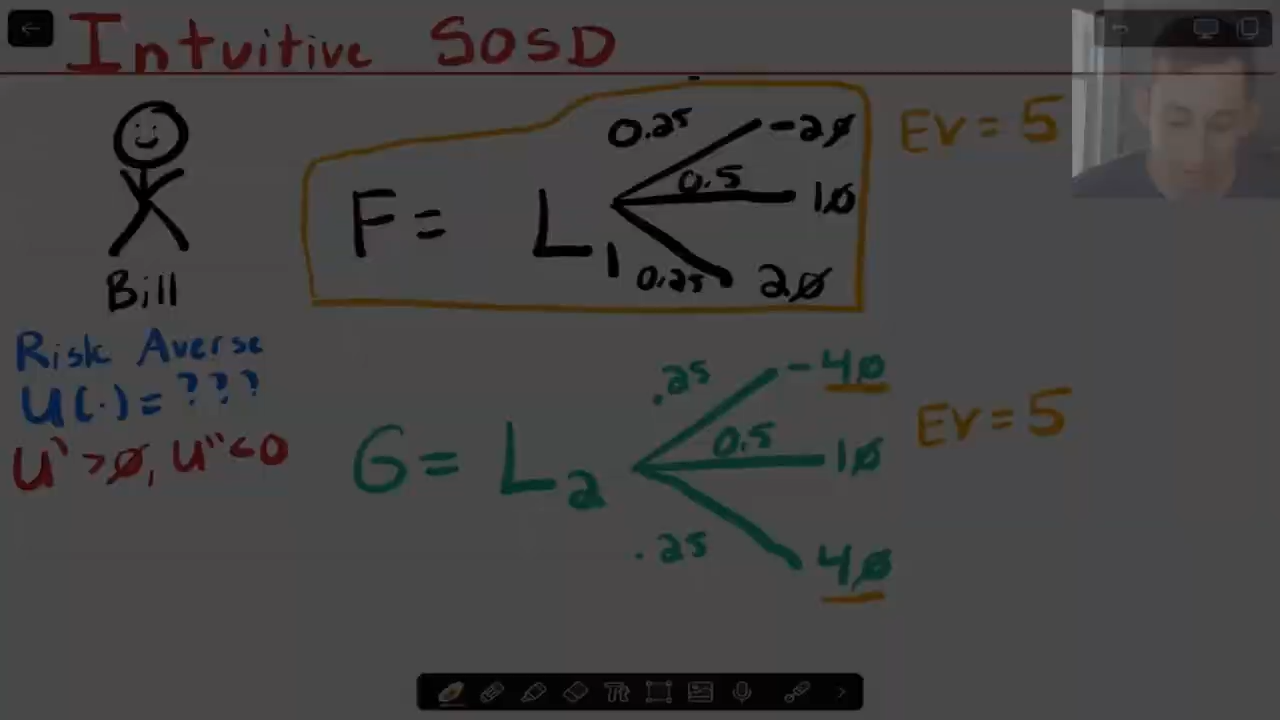 Intuitive SOSD
0.25 -20
EV = 5
0.5 10
F = L1
0.25 20
Bill
Risk Averse
U(·) = ???
U' > 0, U'' < 0
.25 -40
EV = 5
0.5 10
G = L2
.25 40